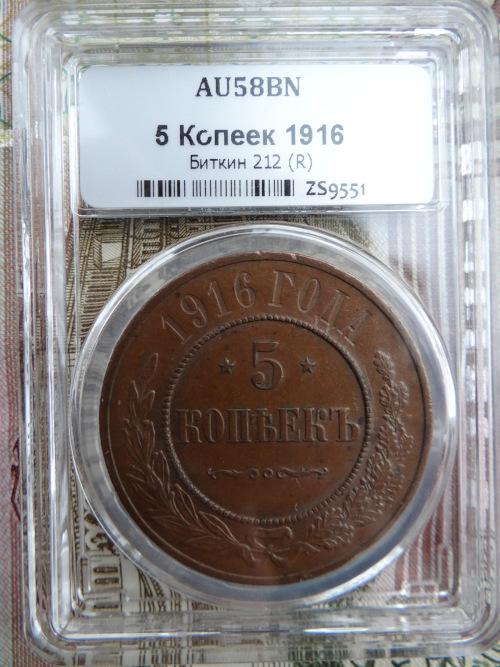 AU58BN
5 Копеек 1916
Биткин 212 (R)
ZS9551
1916 ГОДА
5
КОПѢЕКЪ